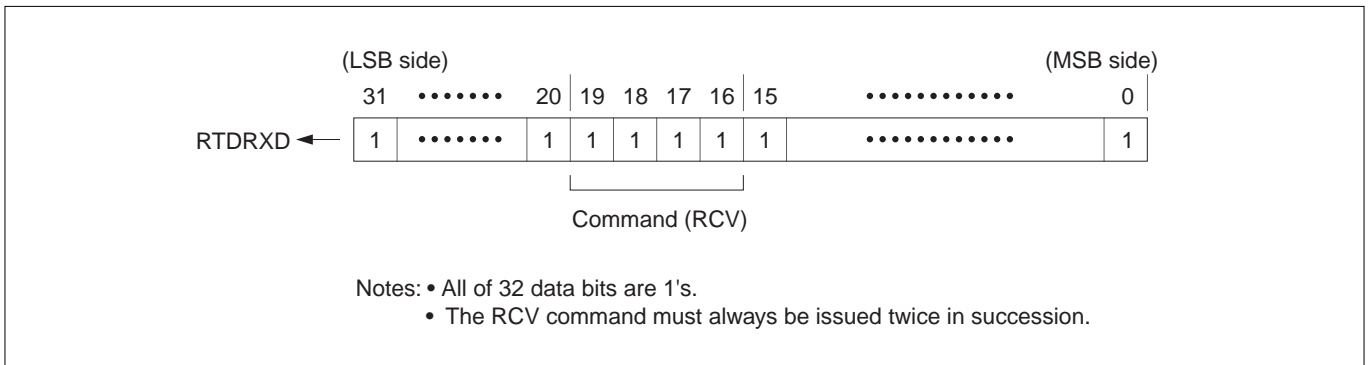 (LSB side) (MSB side)
31 ••••••• 20 19 18 17 16 15 •••••••••••• 0
RTDRXD 1 ••••••• 1 1 1 1 1 1 •••••••••••• 1
Command (RCV)
Notes: • All of 32 data bits are 1's.
• The RCV command must always be issued twice in succession.